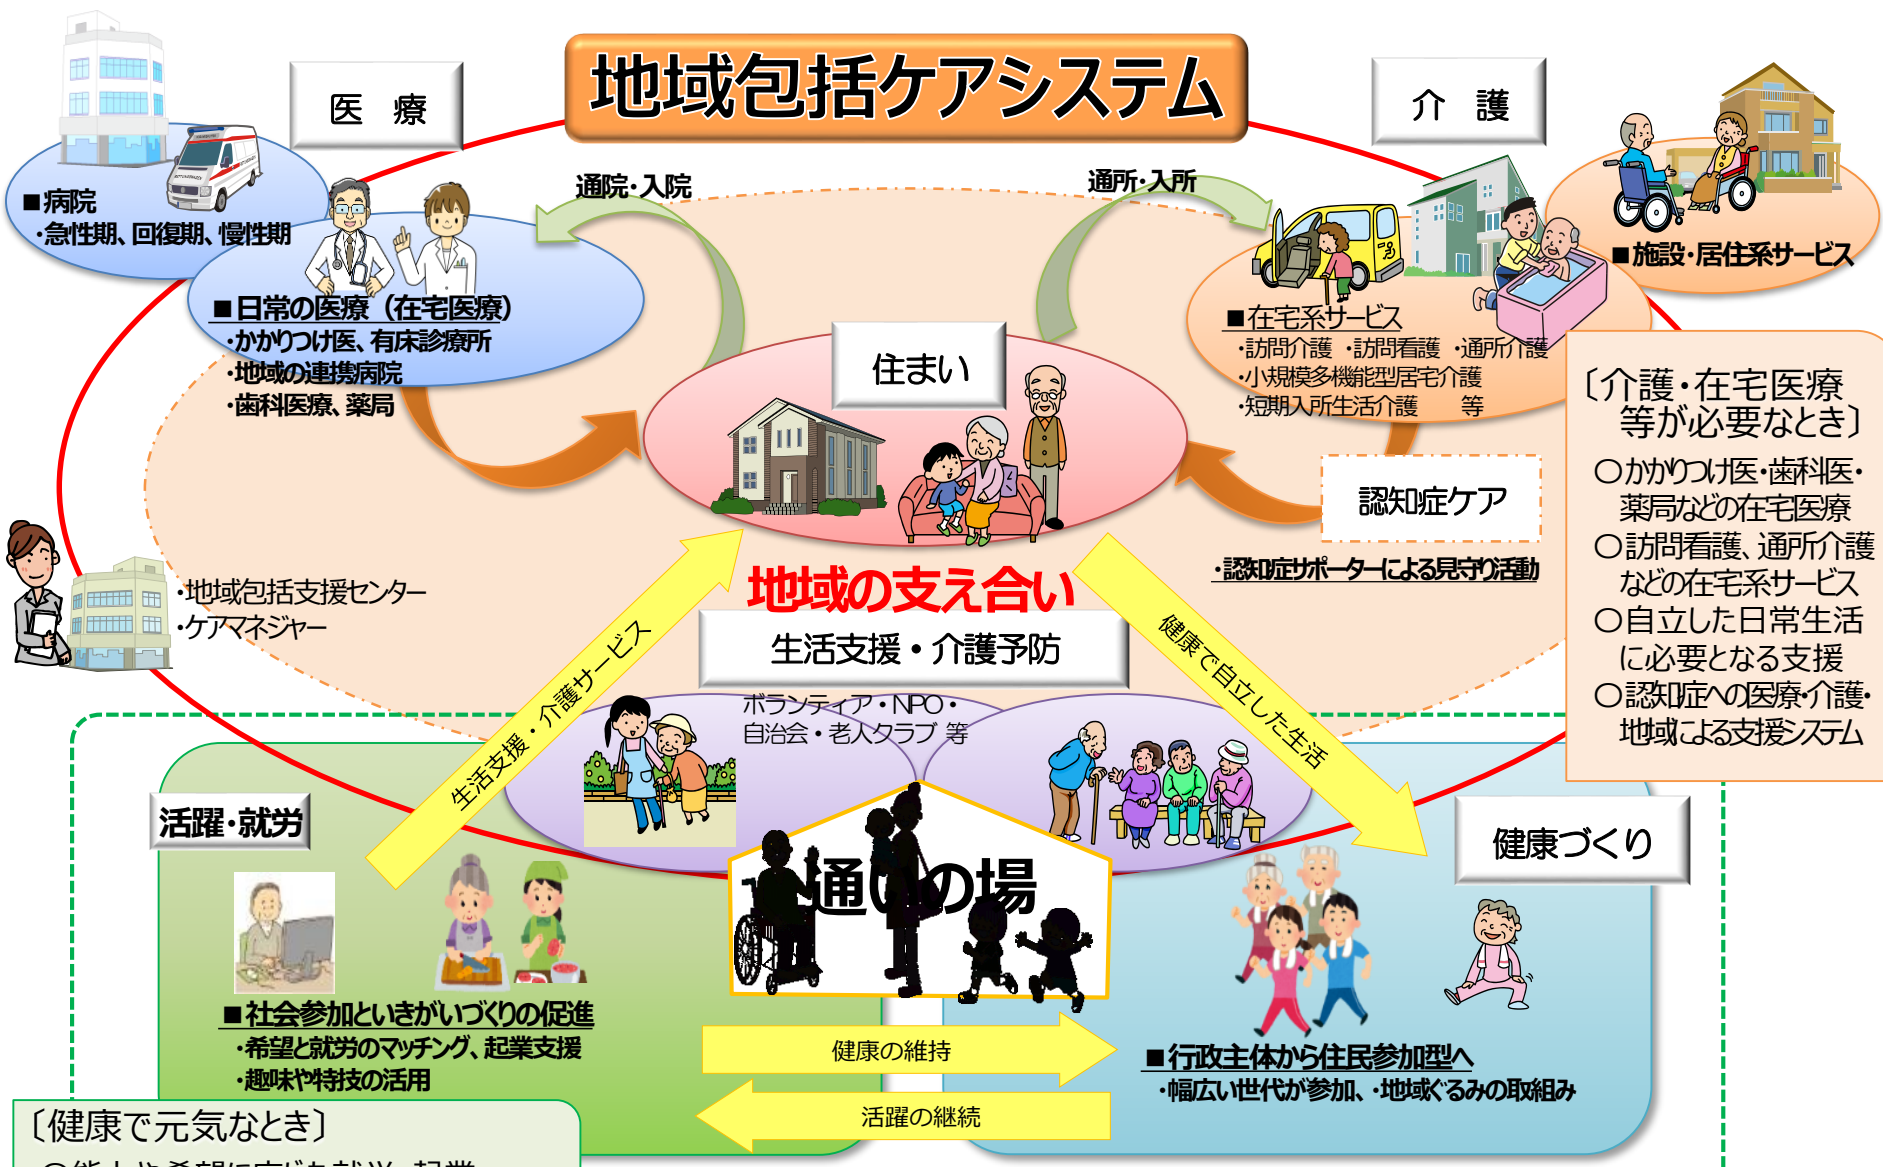 地域包括ケアシステム
医　療
介　護
■病院
・急性期、回復期、慢性期
通院・入院
通所・入所
■施設・居住系サービス
■日常の医療（在宅医療）
・かかりつけ医、有床診療所
・地域の連携病院
・歯科医療、薬局
住まい
■在宅系サービス
・訪問介護　・訪問看護　・通所介護
・小規模多機能型居宅介護
・短期入所生活介護　　等
〔介護・在宅医療
等が必要なとき〕
〇かかりつけ医・歯科医・
薬局などの在宅医療
〇訪問看護、通所介護
などの在宅系サービス
〇自立した日常生活
に必要となる支援
〇認知症への医療・介護・
地域による支援システム
認知症ケア
・認知症サポーターによる見守り活動
・地域包括支援センター
・ケアマネジャー
地域の支え合い
生活支援・介護予防
ボランティア・NPO・
自治会・老人クラブ 等
生活支援・介護サービス
健康で自立した生活
活躍・就労
通いの場
健康づくり
■社会参加といきがいづくりの促進
・希望と就労のマッチング、起業支援
・趣味や特技の活用
健康の維持
活躍の継続
■行政主体から住民参加型へ
・幅広い世代が参加、・地域ぐるみの取組み
〔健康で元気なとき〕